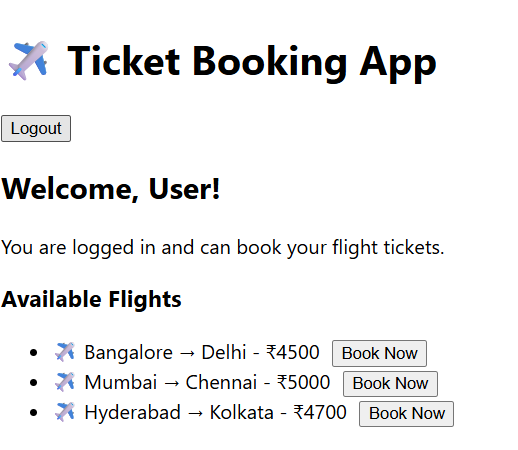 ✈️ Ticket Booking App
Logout
Welcome, User!
You are logged in and can book your flight tickets.
Available Flights
• ✈️ Bangalore → Delhi - ₹4500 Book Now
• ✈️ Mumbai → Chennai - ₹5000 Book Now
• ✈️ Hyderabad → Kolkata - ₹4700 Book Now